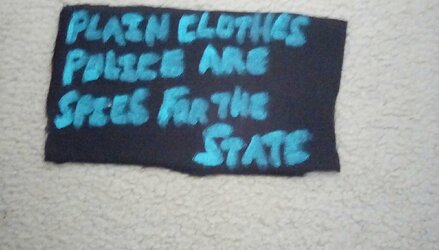 PLAIN CLOTHES
POLICE ARE
SPIES FOR THE
STATE